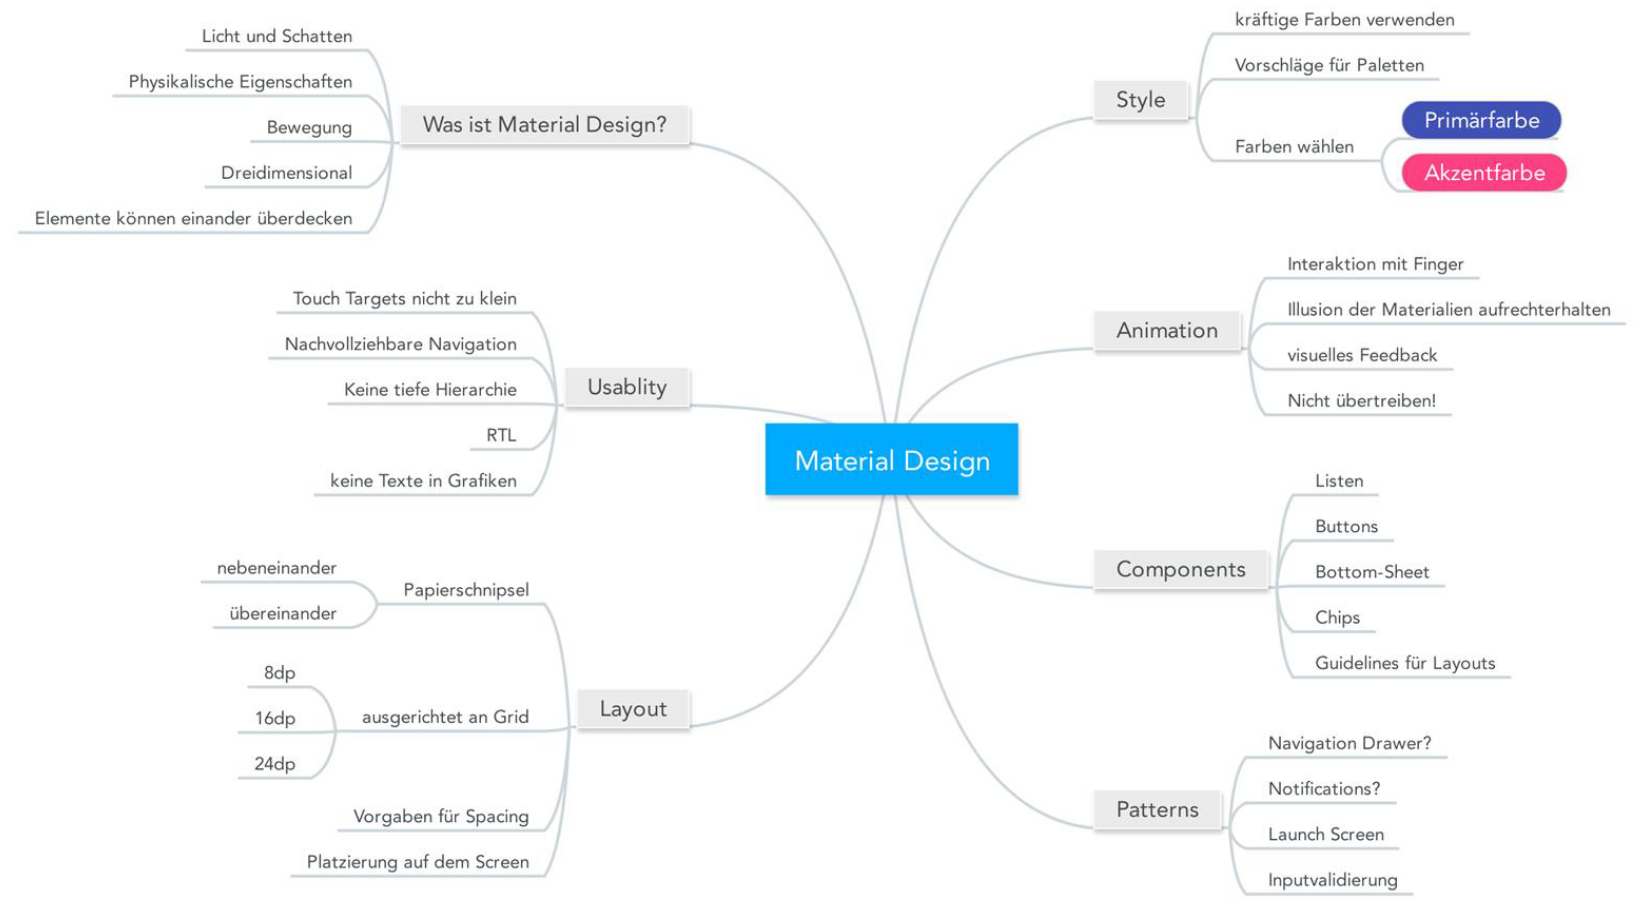 Material Design
Was ist Material Design?
Licht und Schatten
Physikalische Eigenschaften
Bewegung
Dreidimensional
Elemente können einander überdecken
Usablity
Touch Targets nicht zu klein
Nachvollziehbare Navigation
Keine tiefe Hierarchie
RTL
keine Texte in Grafiken
Layout
Papierschnipsel
nebeneinander
übereinander
ausgerichtet an Grid
8dp
16dp
24dp
Vorgaben für Spacing
Platzierung auf dem Screen
Style
kräftige Farben verwenden
Vorschläge für Paletten
Farben wählen
Primärfarbe
Akzentfarbe
Animation
Interaktion mit Finger
Illusion der Materialien aufrechterhalten
visuelles Feedback
Nicht übertreiben!
Components
Listen
Buttons
Bottom-Sheet
Chips
Guidelines für Layouts
Patterns
Navigation Drawer?
Notifications?
Launch Screen
Inputvalidierung